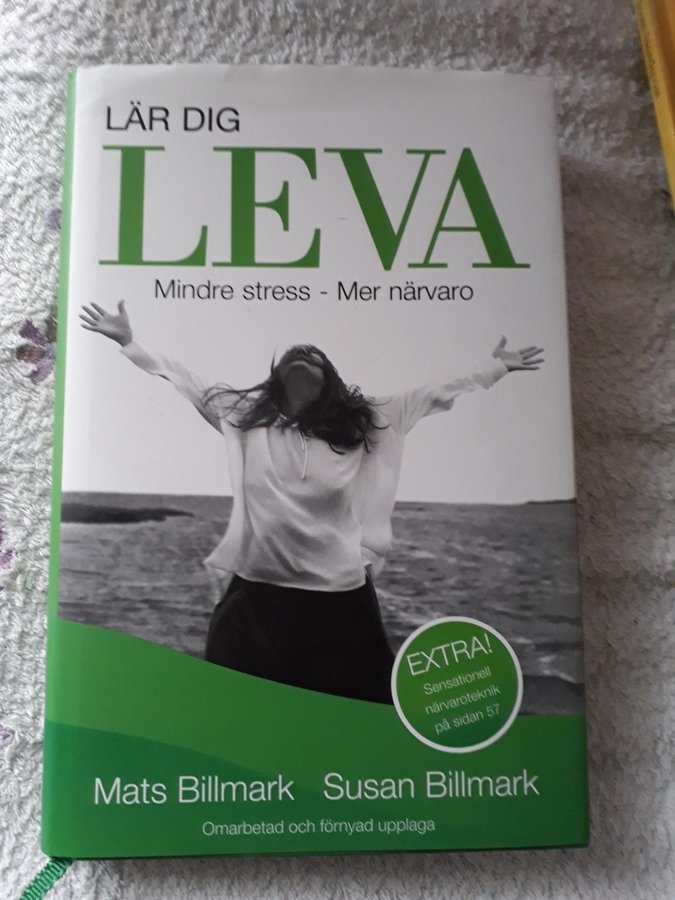 LÄR DIG
LEVA
Mindre stress - Mer närvaro
EXTRA!
Sensationell
närvaroteknik
på sidan 57
Mats Billmark Susan Billmark
Omarbetad och förnyad upplaga